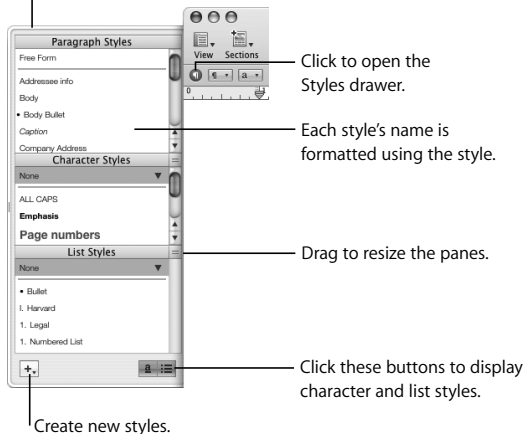 Paragraph Styles
Free Form
Addressee info
Body
• Body Bullet
Caption
Company Address
Character Styles
None
ALL CAPS
Emphasis
Page numbers
List Styles
None
• Bullet
I. Harvard
1. Legal
1. Numbered List
View Sections
¶ a
0
a
Click to open the
Styles drawer.
Each style’s name is
formatted using the style.
Drag to resize the panes.
Click these buttons to display
character and list styles.
Create new styles.